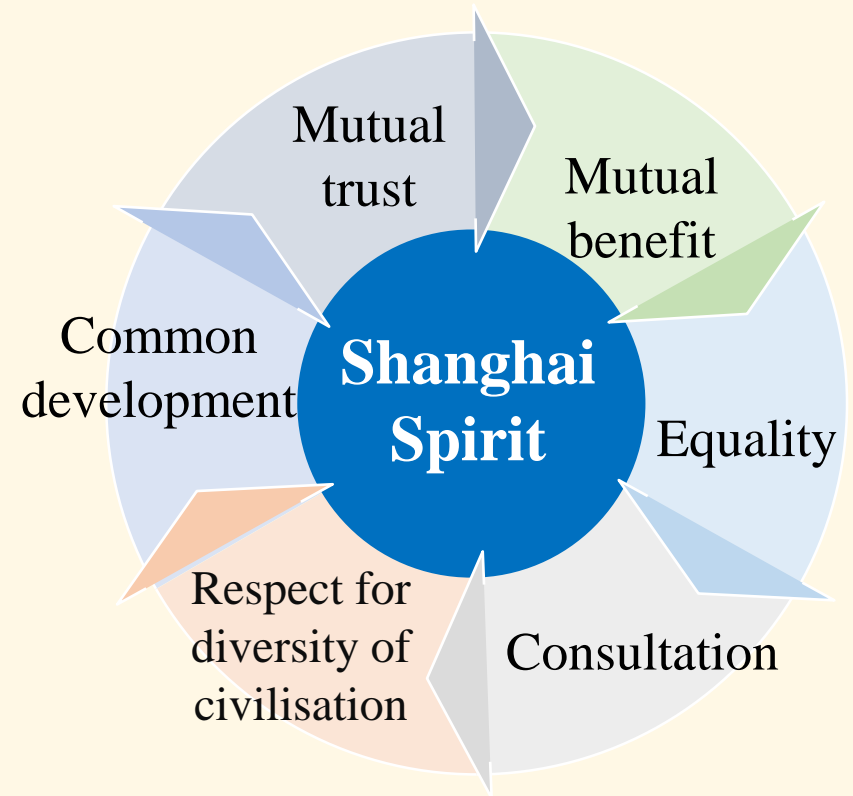 Mutual
trust
Mutual
benefit
Equality
Consultation
Respect for
diversity of
civilisation
Common
development
Shanghai
Spirit